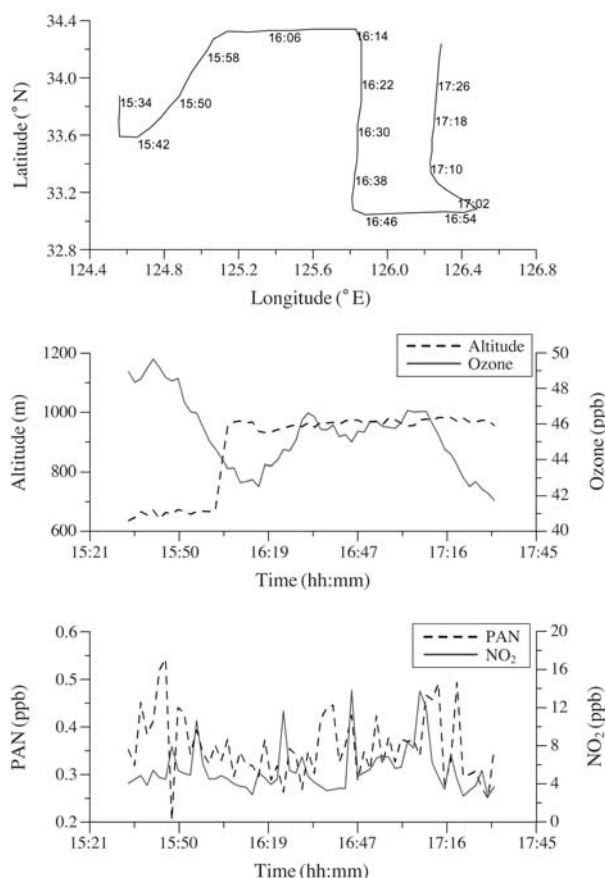 34.4
34.0
33.6
33.2
32.8
Latitude (° N)
15:34
15:42
15:50
15:58
16:06
16:14
16:22
16:30
16:38
16:46
16:54
17:02
17:10
17:18
17:26
124.4 124.8 125.2 125.6 126.0 126.4 126.8
Longitude (° E)
Altitude
Ozone
1200
1000
800
600
Altitude (m)
50
48
46
44
42
40
Ozone (ppb)
15:21 15:50 16:19 16:47 17:16 17:45
Time (hh:mm)
PAN
NO₂
0.6
0.5
0.4
0.3
0.2
PAN (ppb)
20
16
12
8
4
0
NO₂ (ppb)
15:21 15:50 16:19 16:47 17:16 17:45
Time (hh:mm)